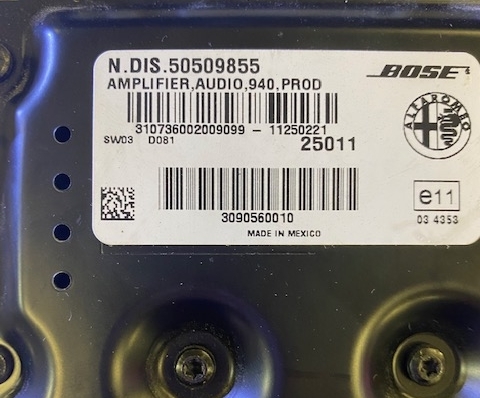 N.DIS.50509855
BOSE
AMPLIFIER,AUDIO,940,PROD
310736002009099 - 11250221
SW03 D081
25011
ALFA ROMEO
3090560010
e11
03 4353
MADE IN MEXICO